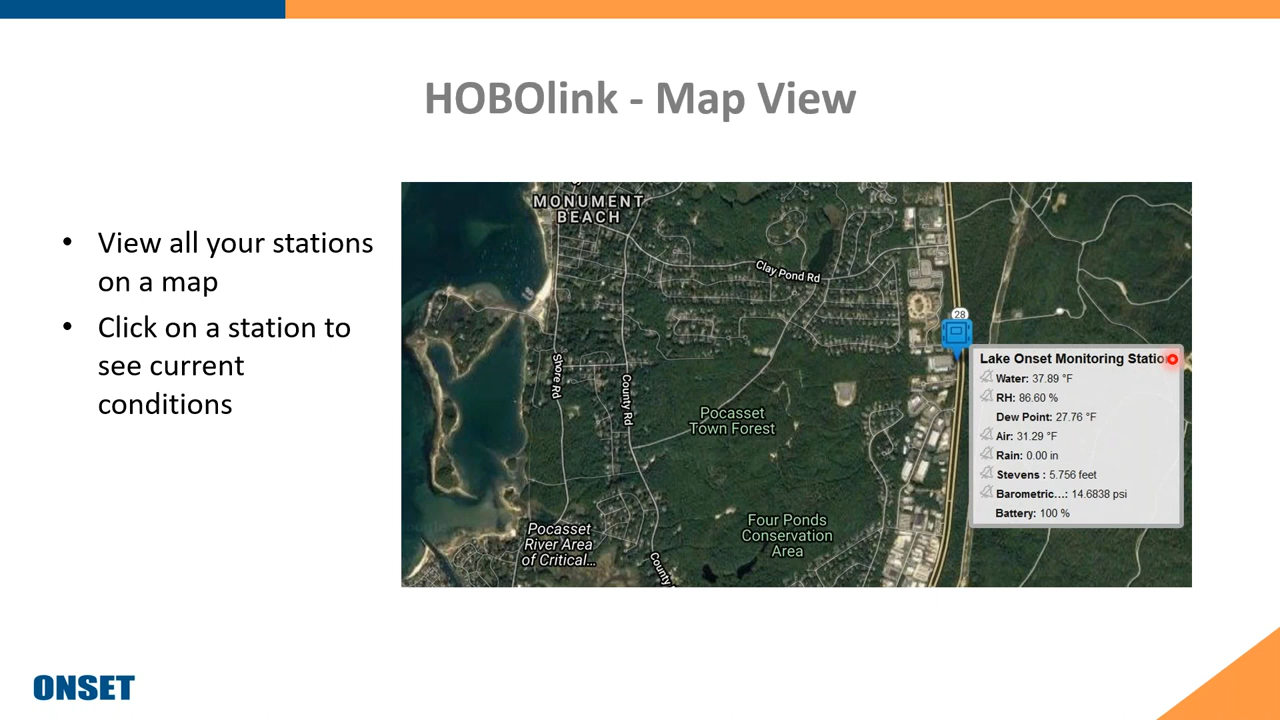 HOBOlink - Map View
• View all your stations
on a map
• Click on a station to
see current
conditions
MONUMENT
BEACH
Clay Pond Rd
28
Shore Rd
County Rd
Pocasset
Town Forest
Four Ponds
Conservation
Area
Pocasset
River Area
of Critical...
County
Lake Onset Monitoring Statio
Water: 37.89 °F
RH: 86.60 %
Dew Point: 27.76 °F
Air: 31.29 °F
Rain: 0.00 in
Stevens : 5.756 feet
Barometric...: 14.6838 psi
Battery: 100 %
ONSET